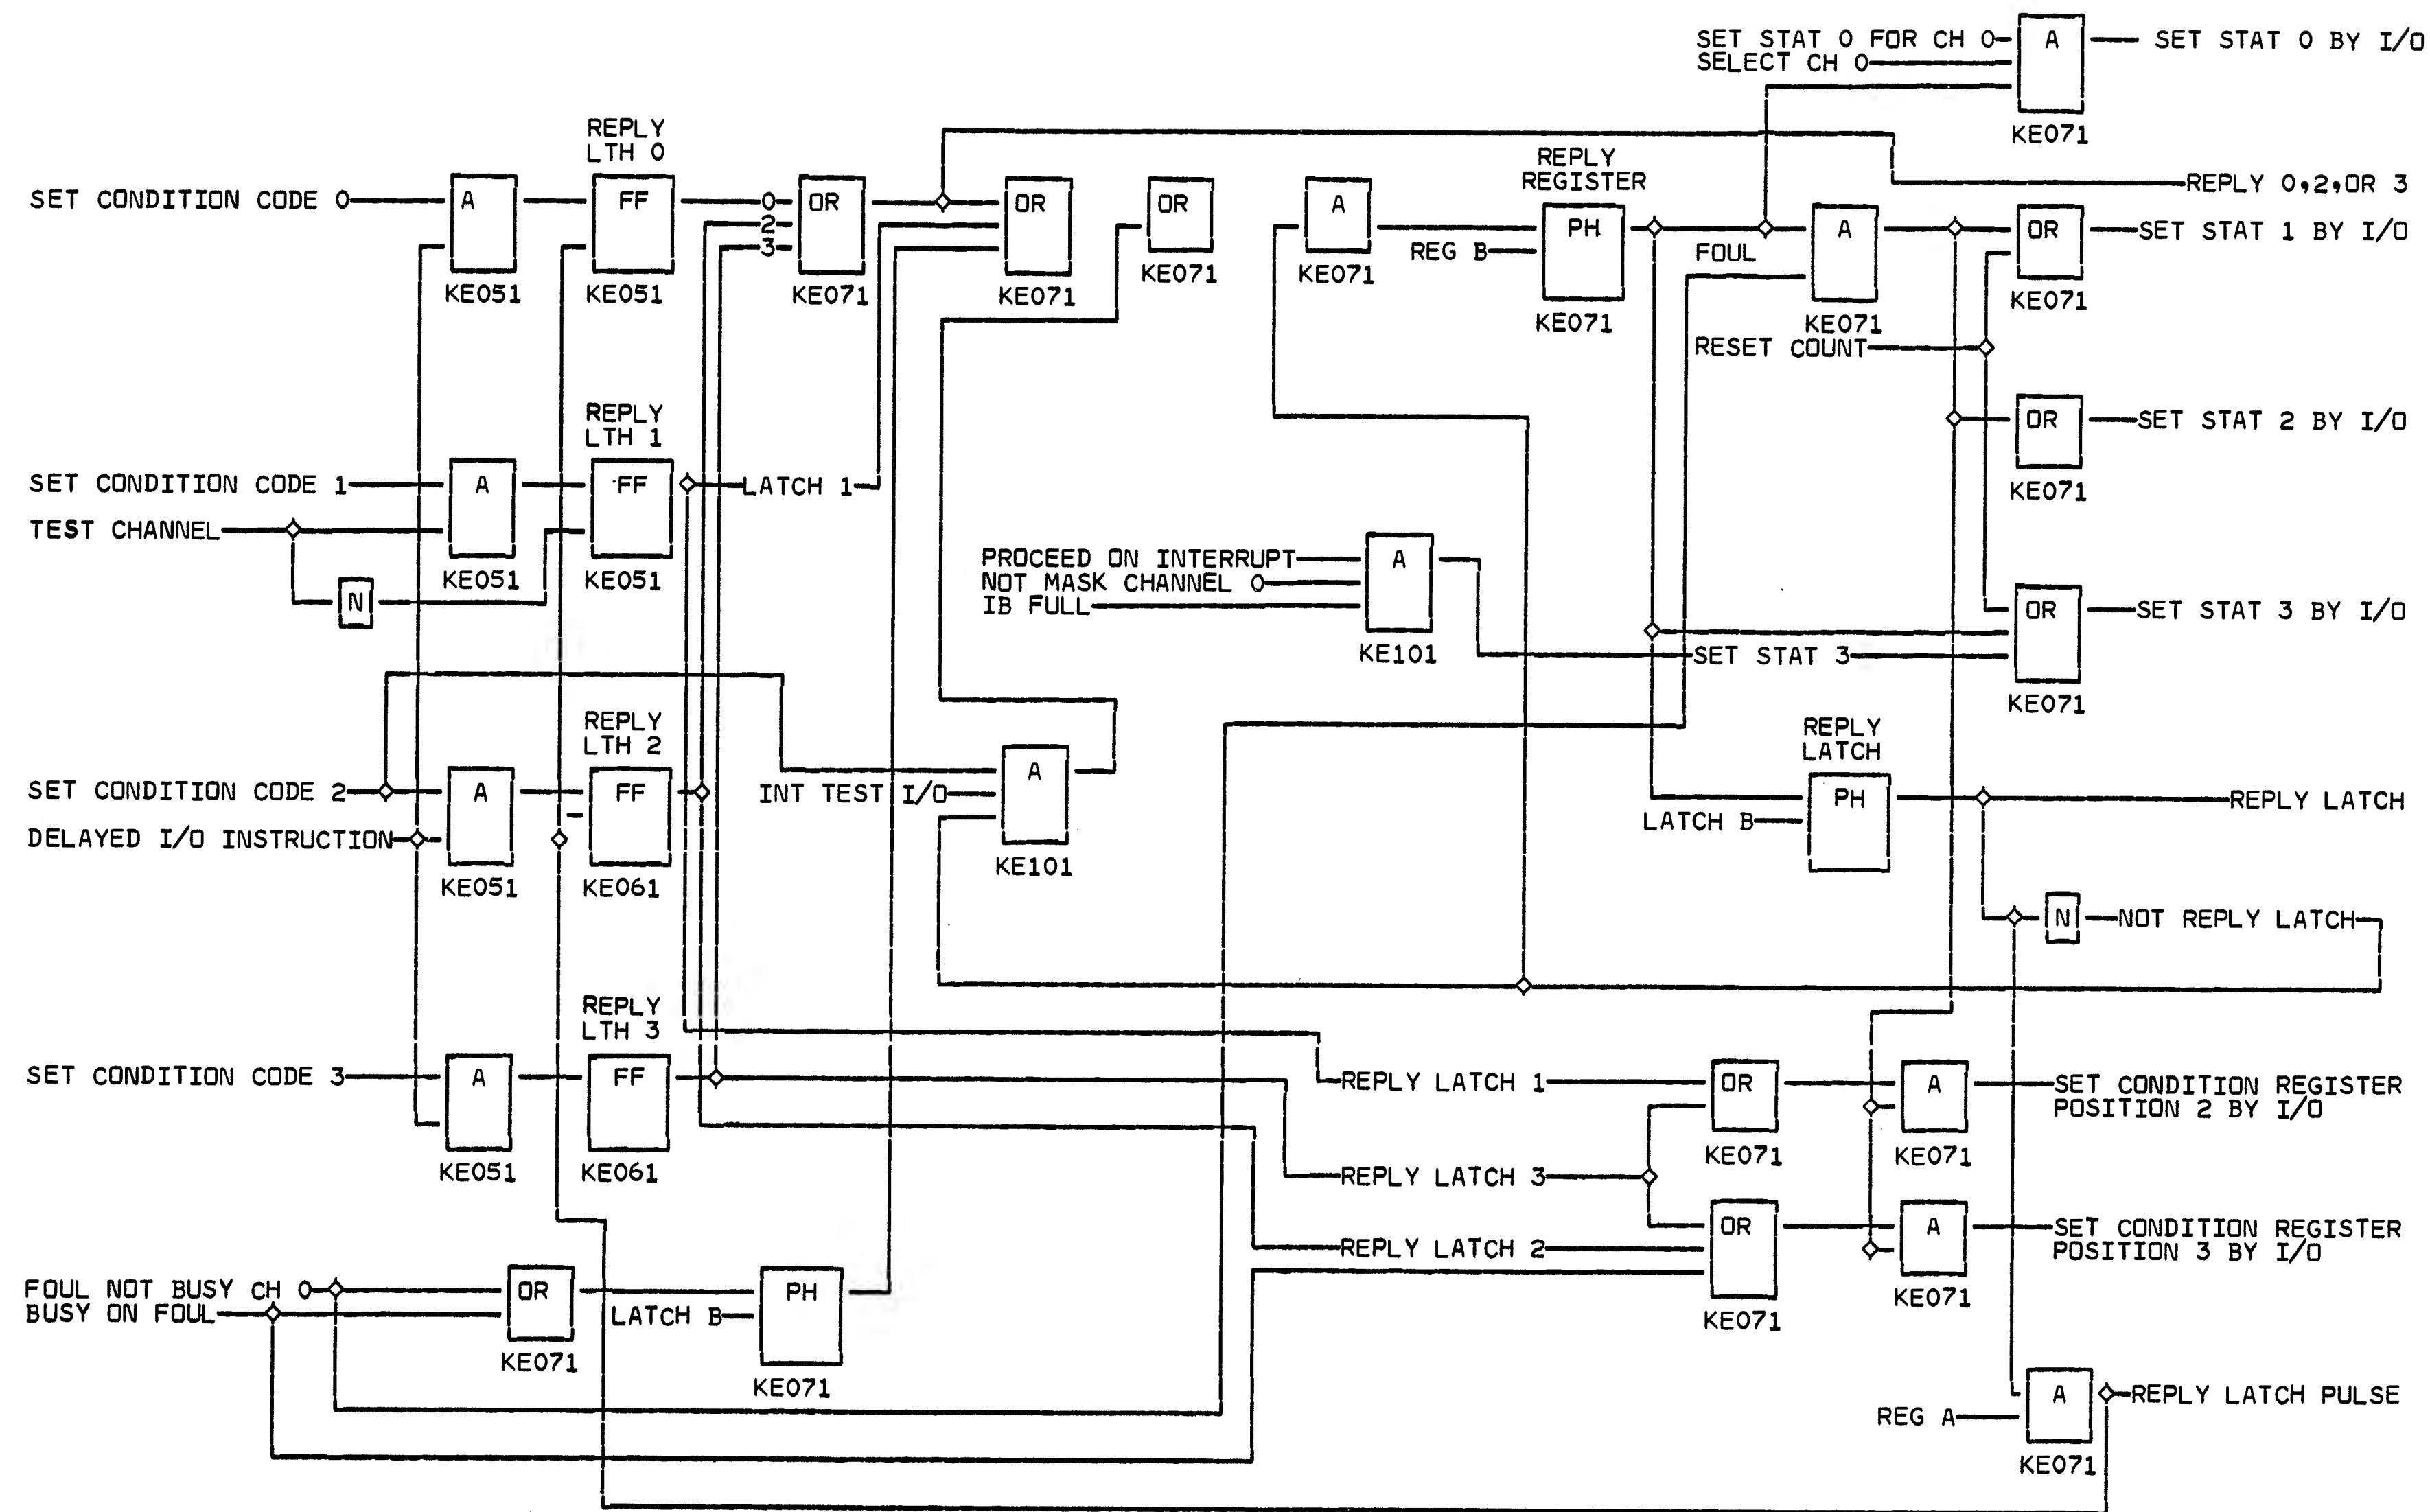 SET STAT 0 FOR CH 0
SELECT CH 0
A
SET STAT 0 BY I/O
KE071
REPLY
LTH 0
SET CONDITION CODE 0
A
KE051
FF
KE051
0
2
3
OR
KE071
OR
KE071
OR
KE071
A
KE071
REPLY
REGISTER
REG B
PH
KE071
FOUL
A
KE071
REPLY 0,2,OR 3
OR
KE071
SET STAT 1 BY I/O
RESET COUNT
OR
KE071
SET STAT 2 BY I/O
REPLY
LTH 1
SET CONDITION CODE 1
TEST CHANNEL
A
KE051
FF
KE051
LATCH 1
N
PROCEED ON INTERRUPT
NOT MASK CHANNEL 0
IB FULL
A
KE101
SET STAT 3
OR
KE071
SET STAT 3 BY I/O
REPLY
LTH 2
SET CONDITION CODE 2
DELAYED I/O INSTRUCTION
A
KE051
FF
KE061
INT TEST I/O
A
KE101
REPLY
LATCH
LATCH B
PH
REPLY LATCH
N
NOT REPLY LATCH
REPLY
LTH 3
SET CONDITION CODE 3
A
KE051
FF
KE061
REPLY LATCH 1
REPLY LATCH 3
REPLY LATCH 2
OR
KE071
A
KE071
SET CONDITION REGISTER
POSITION 2 BY I/O
OR
KE071
A
KE071
SET CONDITION REGISTER
POSITION 3 BY I/O
FOUL NOT BUSY CH 0
BUSY ON FOUL
OR
KE071
LATCH B
PH
KE071
REG A
A
KE071
REPLY LATCH PULSE